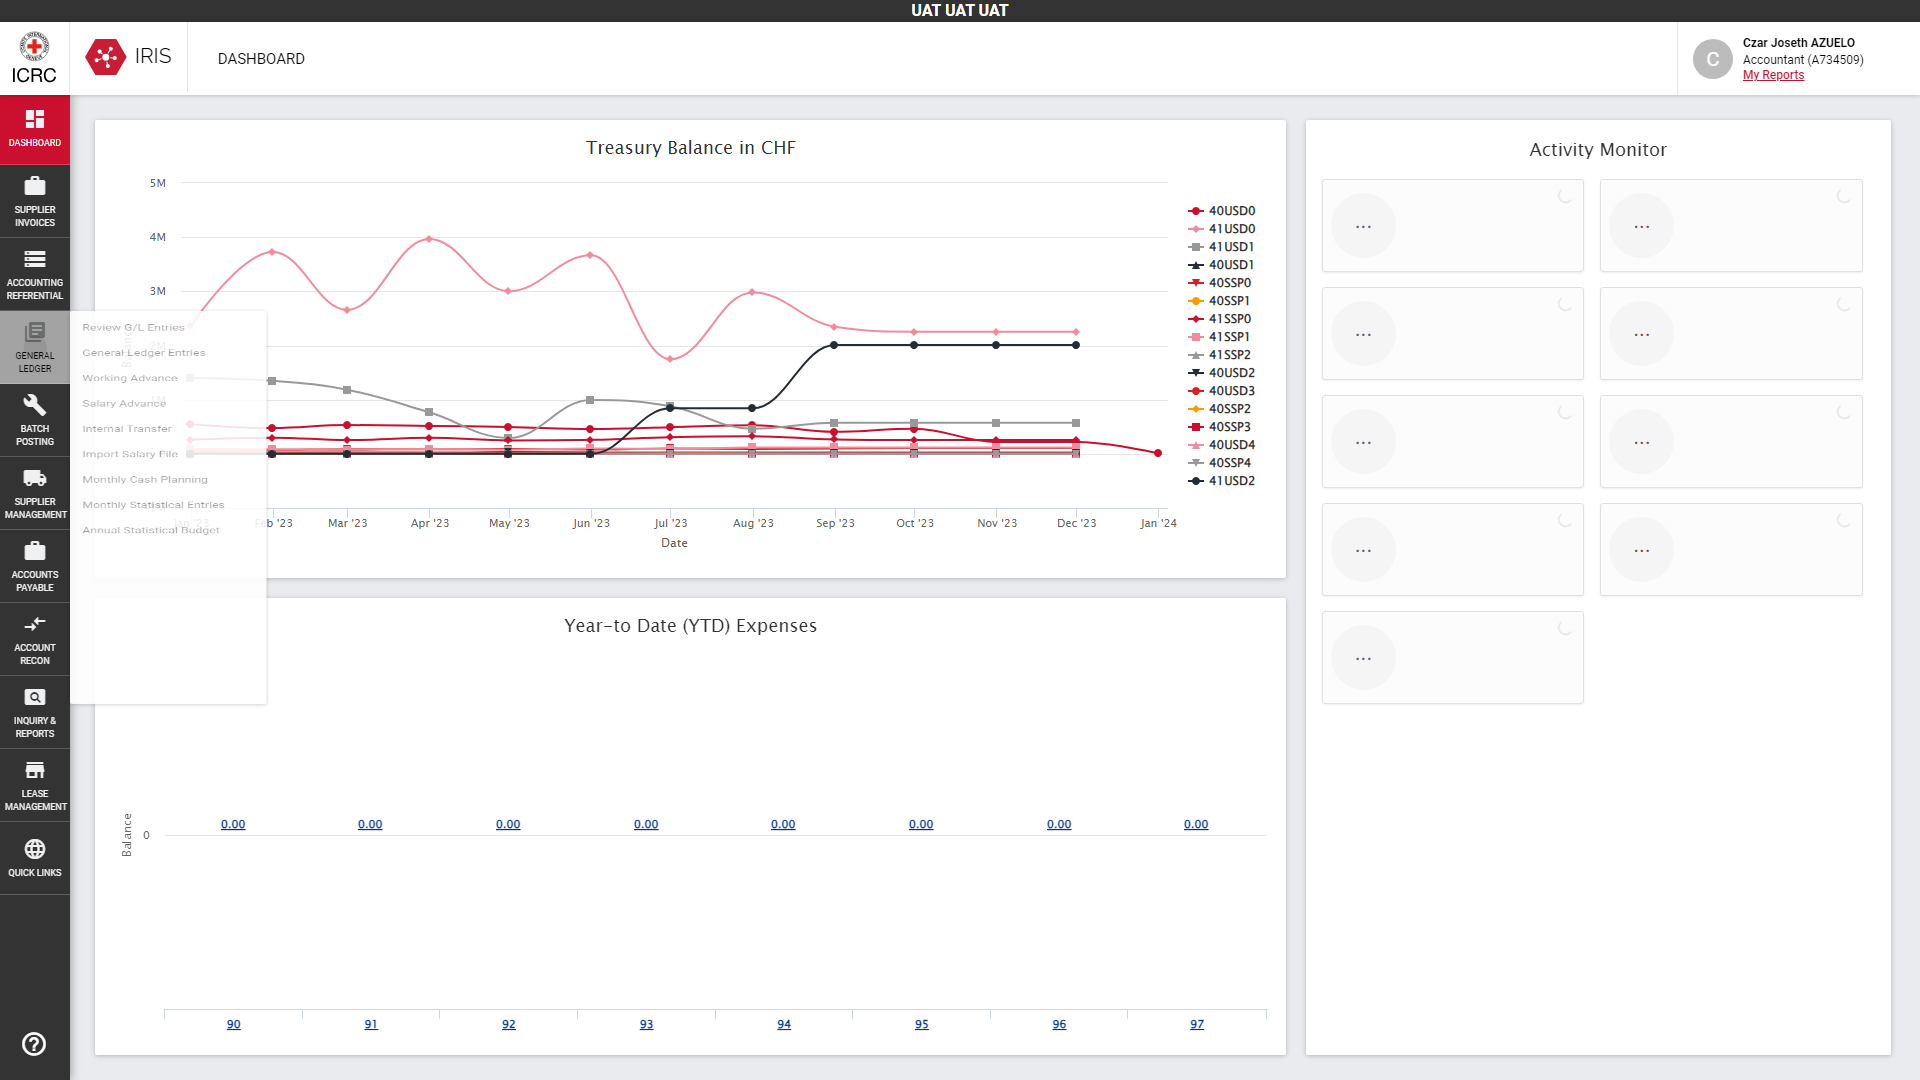 UAT UAT UAT
ICRC
IRIS
DASHBOARD
C
Czar Joseth AZUELO
Accountant (A734509)
My Reports
DASHBOARD
SUPPLIER
INVOICES
ACCOUNTING
REFERENTIAL
GENERAL
LEDGER
BATCH
POSTING
SUPPLIER
MANAGEMENT
ACCOUNTS
PAYABLE
ACCOUNT
RECON
INQUIRY &
REPORTS
LEASE
MANAGEMENT
QUICK LINKS
Review G/L Entries
General Ledger Entries
Working Advance
Salary Advance
Internal Transfer
Import Salary File
Monthly Cash Planning
Monthly Statistical Entries
Annual Statistical Budget
Treasury Balance in CHF
5M
4M
3M
2M
1M
Jan '23
Feb '23
Mar '23
Apr '23
May '23
Jun '23
Jul '23
Aug '23
Sep '23
Oct '23
Nov '23
Dec '23
Jan '24
Date
40USD0
41USD0
41USD1
40USD1
40SSP0
40SSP1
41SSP0
41SSP1
41SSP2
40USD2
40USD3
40SSP2
40SSP3
40USD4
40SSP4
41USD2
Year-to Date (YTD) Expenses
Balance
0
0.00
0.00
0.00
0.00
0.00
0.00
0.00
0.00
90
91
92
93
94
95
96
97
Activity Monitor
...
...
...
...
...
...
...
...
...